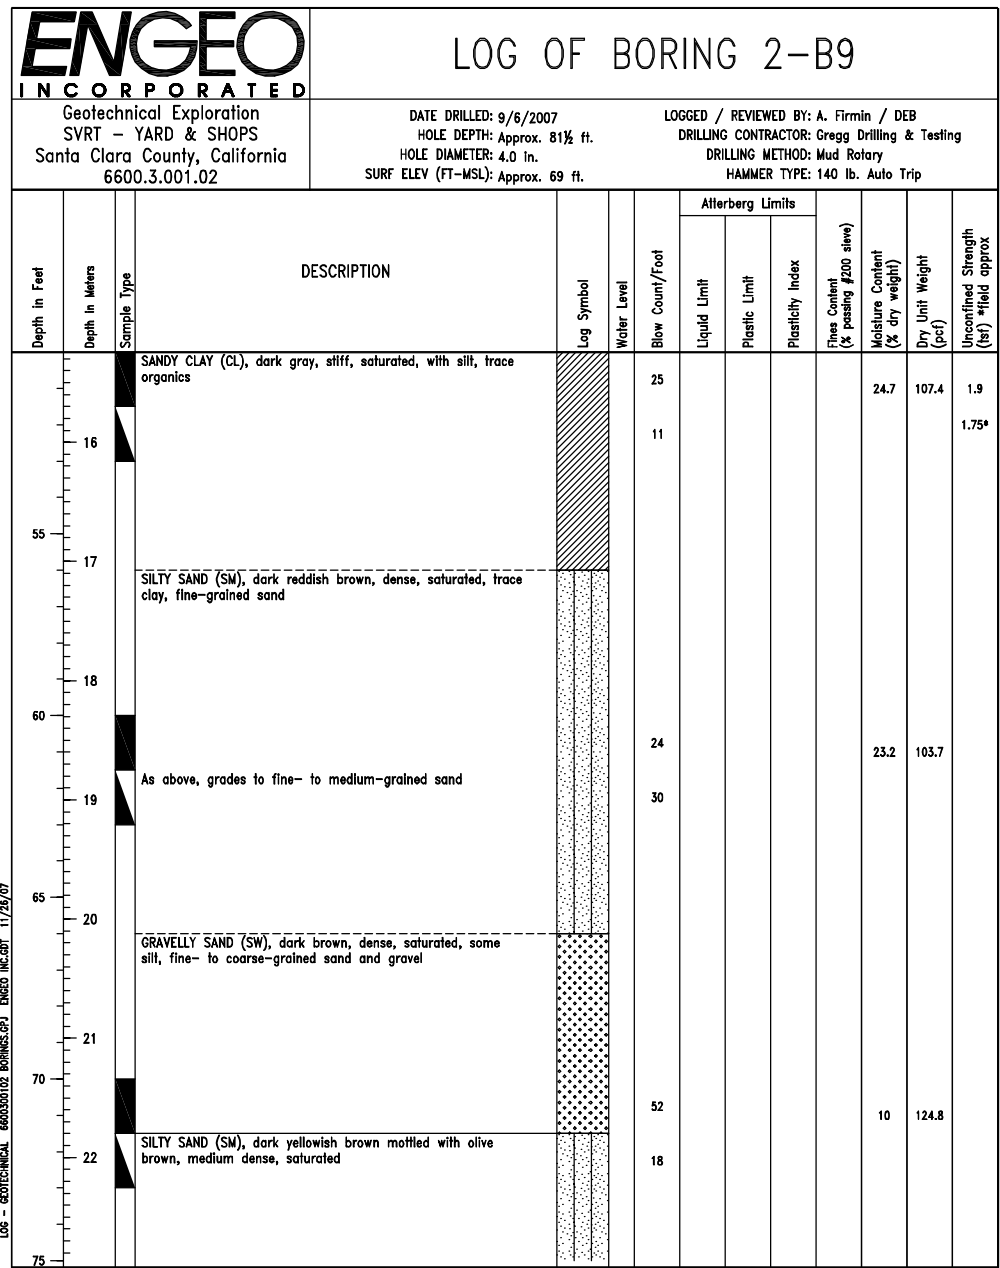 ENGEO
INCORPORATED
LOG OF BORING 2-B9
Geotechnical Exploration
SVRT - YARD & SHOPS
Santa Clara County, California
6600.3.001.02
DATE DRILLED: 9/6/2007
HOLE DEPTH: Approx. 81½ ft.
HOLE DIAMETER: 4.0 in.
SURF ELEV (FT-MSL): Approx. 69 ft.
LOGGED / REVIEWED BY: A. Firmin / DEB
DRILLING CONTRACTOR: Gregg Drilling & Testing
DRILLING METHOD: Mud Rotary
HAMMER TYPE: 140 lb. Auto Trip
Depth in Feet
Depth in Meters
Sample Type
DESCRIPTION
Log Symbol
Water Level
Blow Count/Foot
Atterberg Limits
Liquid Limit
Plastic Limit
Plasticity Index
Fines Content
(% passing #200 sieve)
Moisture Content
(% dry weight)
Dry Unit Weight
(pcf)
Unconfined Strength
(tsf) *field approx
SANDY CLAY (CL), dark gray, stiff, saturated, with silt, trace
organics
25
24.7 107.4 1.9
1.75*
16
11
55
17
SILTY SAND (SM), dark reddish brown, dense, saturated, trace
clay, fine-grained sand
18
60
24
23.2 103.7
As above, grades to fine- to medium-grained sand
19
30
65
20
GRAVELLY SAND (SW), dark brown, dense, saturated, some
silt, fine- to coarse-grained sand and gravel
21
70
52
10 124.8
SILTY SAND (SM), dark yellowish brown mottled with olive
brown, medium dense, saturated
22
18
75
LOG - GEOTECHNICAL 6600300102 BORINGS.GPJ ENGEO INC.GDT 11/26/07